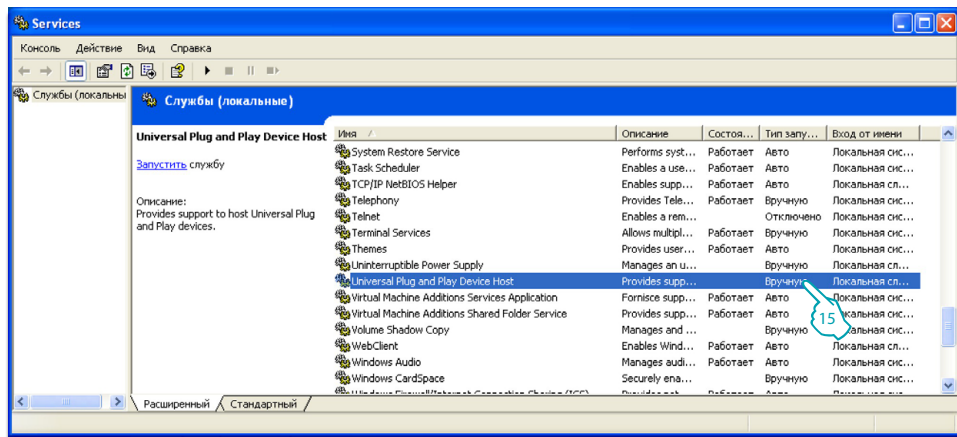 Services
Консоль Действие Вид Справка
Службы (локальны
Службы (локальные)
Universal Plug and Play Device Host
Запустить службу
Описание:
Provides support to host Universal Plug
and Play devices.
Имя Описание Состоя... Тип запу... Вход от имени
System Restore Service Performs syst... Работает Авто Локальная сис...
Task Scheduler Enables a use... Работает Авто Локальная сис...
TCP/IP NetBIOS Helper Enables supp... Работает Авто Локальная сл...
Telephony Provides Tele... Работает Вручную Локальная сис...
Telnet Enables a rem... Отключено Локальная сис...
Terminal Services Allows multipl... Работает Вручную Локальная сис...
Themes Provides user... Работает Авто Локальная сис...
Uninterruptible Power Supply Manages an u... Вручную Локальная сл...
Universal Plug and Play Device Host Provides supp... Вручную Локальная сл...
Virtual Machine Additions Services Application Fornisce supp... Работает Авто Локальная сис...
Virtual Machine Additions Shared Folder Service Provides supp... Работает Авто Локальная сис...
Volume Shadow Copy Manages and ... Вручную Локальная сис...
WebClient Enables Wind... Работает Авто Локальная сл...
Windows Audio Manages audi... Работает Авто Локальная сис...
Windows CardSpace Securely ena... Вручную Локальная сис...
Windows Firewall/Internet Connection Sharing (ICS)
15
Расширенный Стандартный